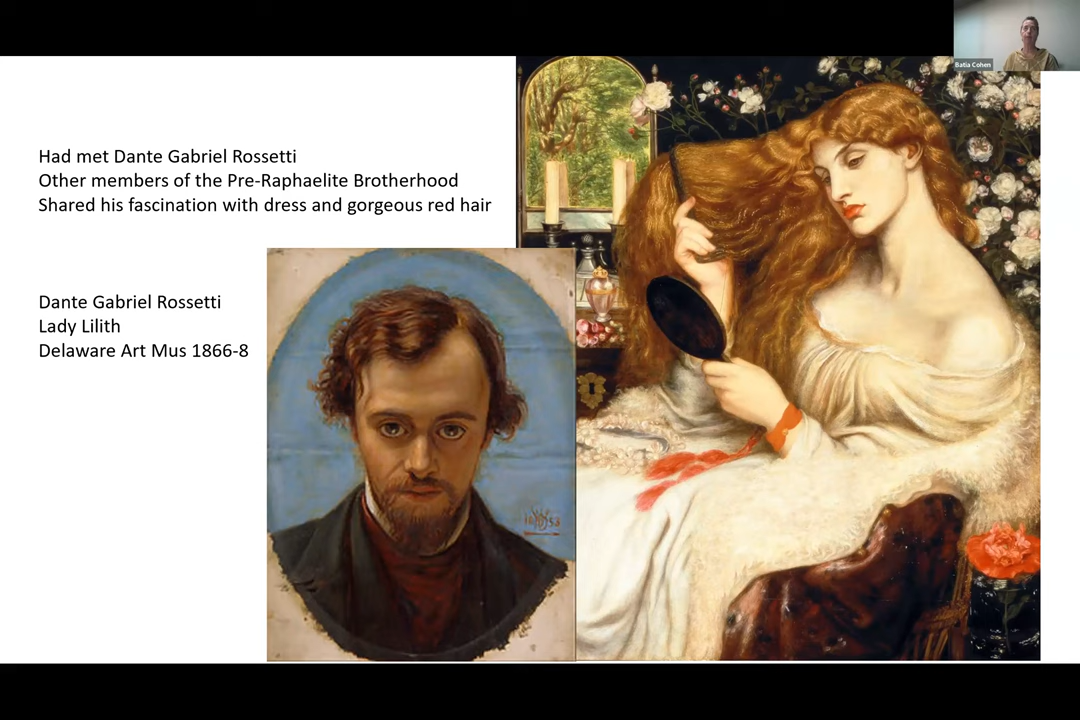 Batia Cohen
Had met Dante Gabriel Rossetti
Other members of the Pre-Raphaelite Brotherhood
Shared his fascination with dress and gorgeous red hair
Dante Gabriel Rossetti
Lady Lilith
Delaware Art Mus 1866-8